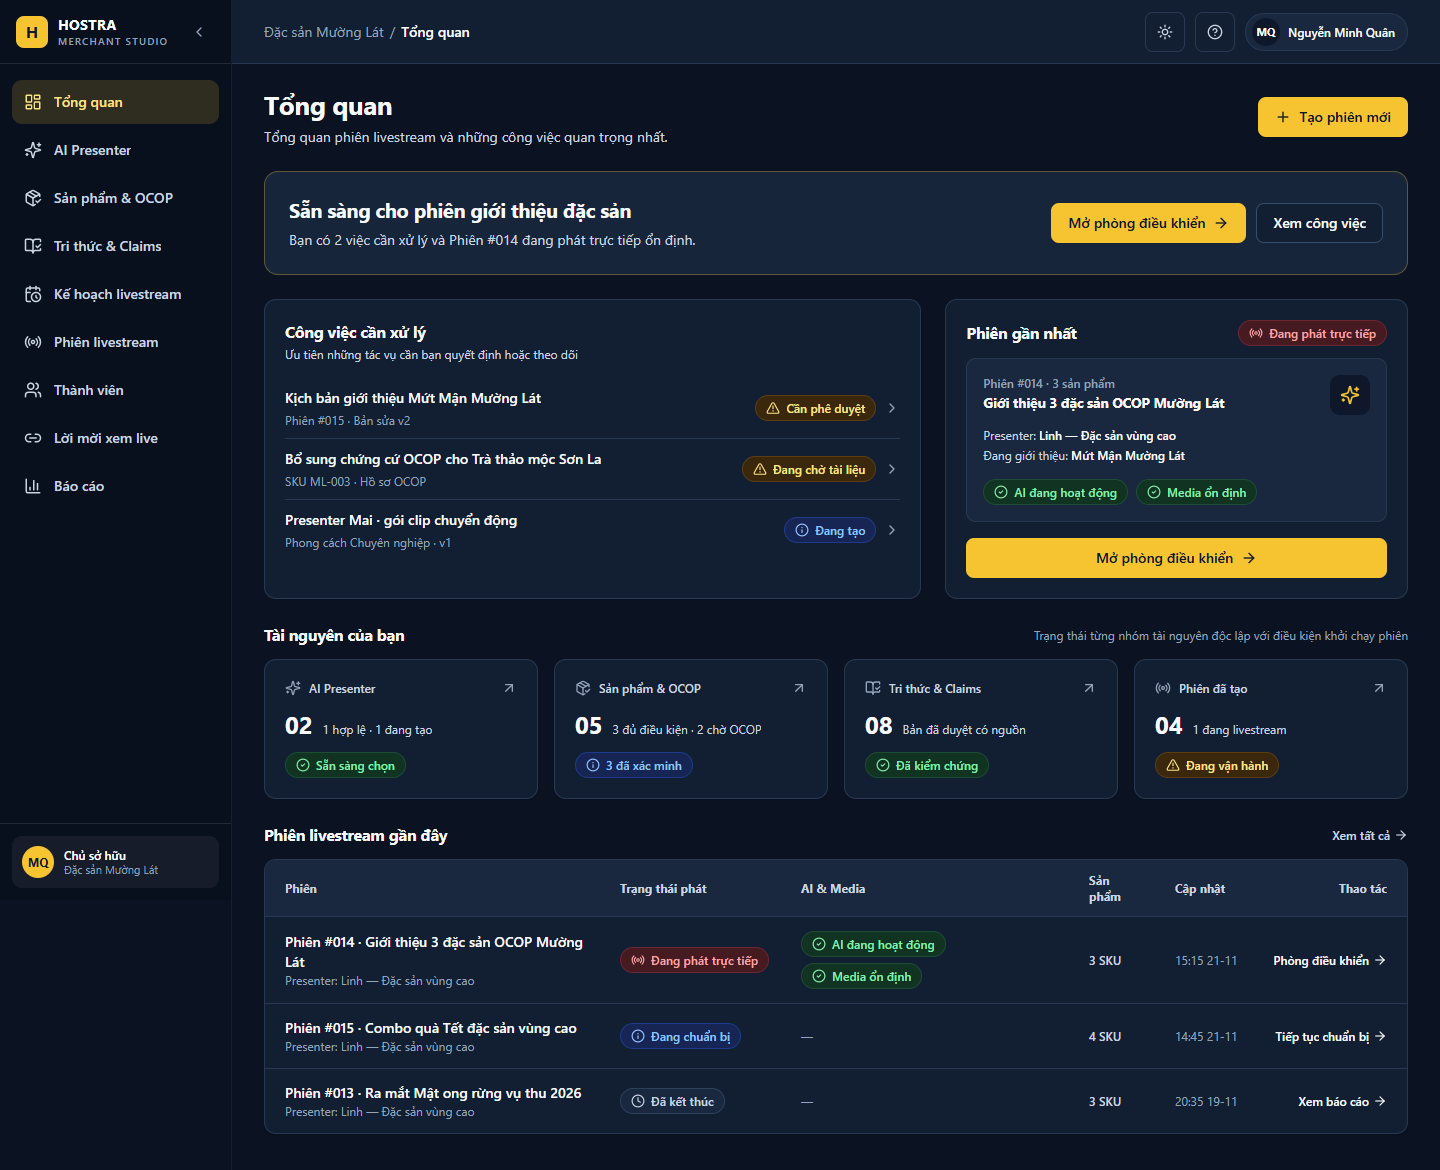 H
HOSTRA
MERCHANT STUDIO
Đặc sản Mường Lát / Tổng quan
MQ Nguyễn Minh Quân
Tổng quan
AI Presenter
Sản phẩm & OCOP
Tri thức & Claims
Kế hoạch livestream
Phiên livestream
Thành viên
Lời mời xem live
Báo cáo
MQ
Chủ sở hữu
Đặc sản Mường Lát
Tổng quan
Tổng quan phiên livestream và những công việc quan trọng nhất.
Tạo phiên mới
Sẵn sàng cho phiên giới thiệu đặc sản
Bạn có 2 việc cần xử lý và Phiên #014 đang phát trực tiếp ổn định.
Mở phòng điều khiển
Xem công việc
Công việc cần xử lý
Ưu tiên những tác vụ cần bạn quyết định hoặc theo dõi
Kịch bản giới thiệu Mứt Mận Mường Lát
Phiên #015 · Bản sửa v2
Cần phê duyệt
Bổ sung chứng cứ OCOP cho Trà thảo mộc Sơn La
SKU ML-003 · Hồ sơ OCOP
Đang chờ tài liệu
Presenter Mai · gói clip chuyển động
Phong cách Chuyên nghiệp · v1
Đang tạo
Phiên gần nhất
Đang phát trực tiếp
Phiên #014 · 3 sản phẩm
Giới thiệu 3 đặc sản OCOP Mường Lát
Presenter: Linh — Đặc sản vùng cao
Đang giới thiệu: Mứt Mận Mường Lát
AI đang hoạt động
Media ổn định
Mở phòng điều khiển
Tài nguyên của bạn
Trạng thái từng nhóm tài nguyên độc lập với điều kiện khởi chạy phiên
AI Presenter
02 1 hợp lệ · 1 đang tạo
Sẵn sàng chọn
Sản phẩm & OCOP
05 3 đủ điều kiện · 2 chờ OCOP
3 đã xác minh
Tri thức & Claims
08 Bản đã duyệt có nguồn
Đã kiểm chứng
Phiên đã tạo
04 1 đang livestream
Đang vận hành
Phiên livestream gần đây
Xem tất cả
Phiên
Trạng thái phát
AI & Media
Sản
phẩm
Cập nhật
Thao tác
Phiên #014 · Giới thiệu 3 đặc sản OCOP Mường
Lát
Presenter: Linh — Đặc sản vùng cao
Đang phát trực tiếp
AI đang hoạt động
Media ổn định
3 SKU
15:15 21-11
Phòng điều khiển
Phiên #015 · Combo quà Tết đặc sản vùng cao
Presenter: Linh — Đặc sản vùng cao
Đang chuẩn bị
—
4 SKU
14:45 21-11
Tiếp tục chuẩn bị
Phiên #013 · Ra mắt Mật ong rừng vụ thu 2026
Presenter: Linh — Đặc sản vùng cao
Đã kết thúc
—
3 SKU
20:35 19-11
Xem báo cáo